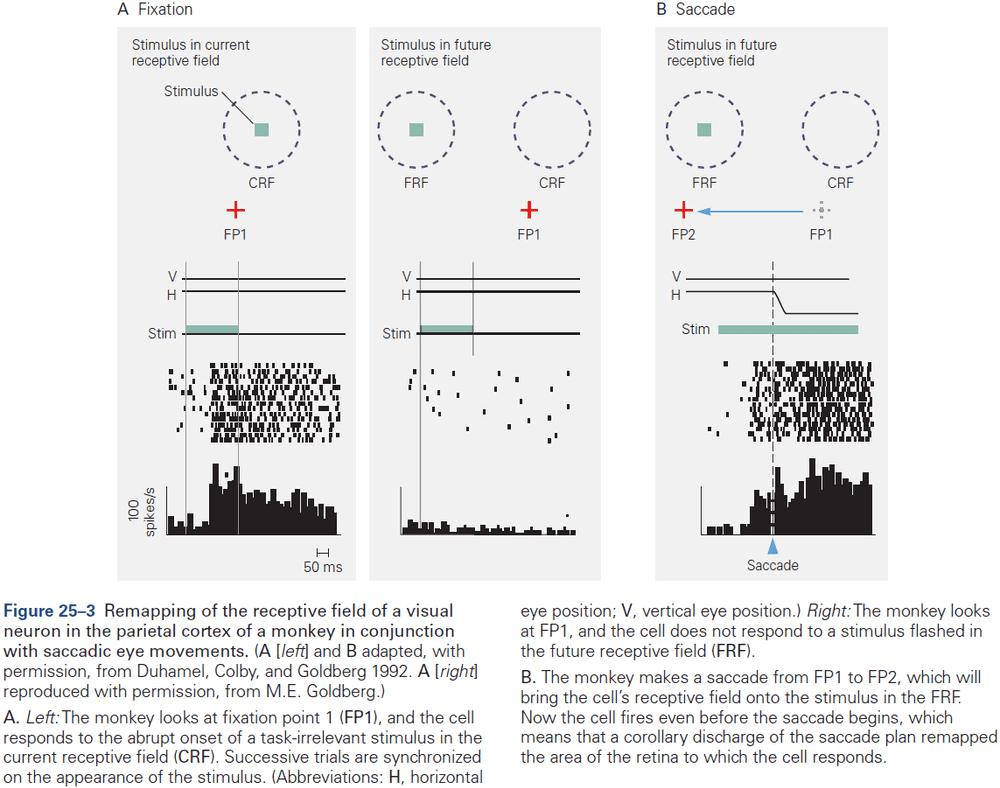 A Fixation
Stimulus in current
receptive field
Stimulus
CRF
FP1
V
H
Stim
100
spikes/s
50 ms
Stimulus in future
receptive field
FRF
CRF
FP1
V
H
Stim
B Saccade
Stimulus in future
receptive field
FRF
CRF
FP2
FP1
V
H
Stim
Saccade
Figure 25–3 Remapping of the receptive field of a visual
neuron in the parietal cortex of a monkey in conjunction
with saccadic eye movements. (A [left] and B adapted, with
permission, from Duhamel, Colby, and Goldberg 1992. A [right]
reproduced with permission, from M.E. Goldberg.)
A. Left: The monkey looks at fixation point 1 (FP1), and the cell
responds to the abrupt onset of a task-irrelevant stimulus in the
current receptive field (CRF). Successive trials are synchronized
on the appearance of the stimulus. (Abbreviations: H, horizontal
eye position; V, vertical eye position.) Right: The monkey looks
at FP1, and the cell does not respond to a stimulus flashed in
the future receptive field (FRF).
B. The monkey makes a saccade from FP1 to FP2, which will
bring the cell’s receptive field onto the stimulus in the FRF.
Now the cell fires even before the saccade begins, which
means that a corollary discharge of the saccade plan remapped
the area of the retina to which the cell responds.